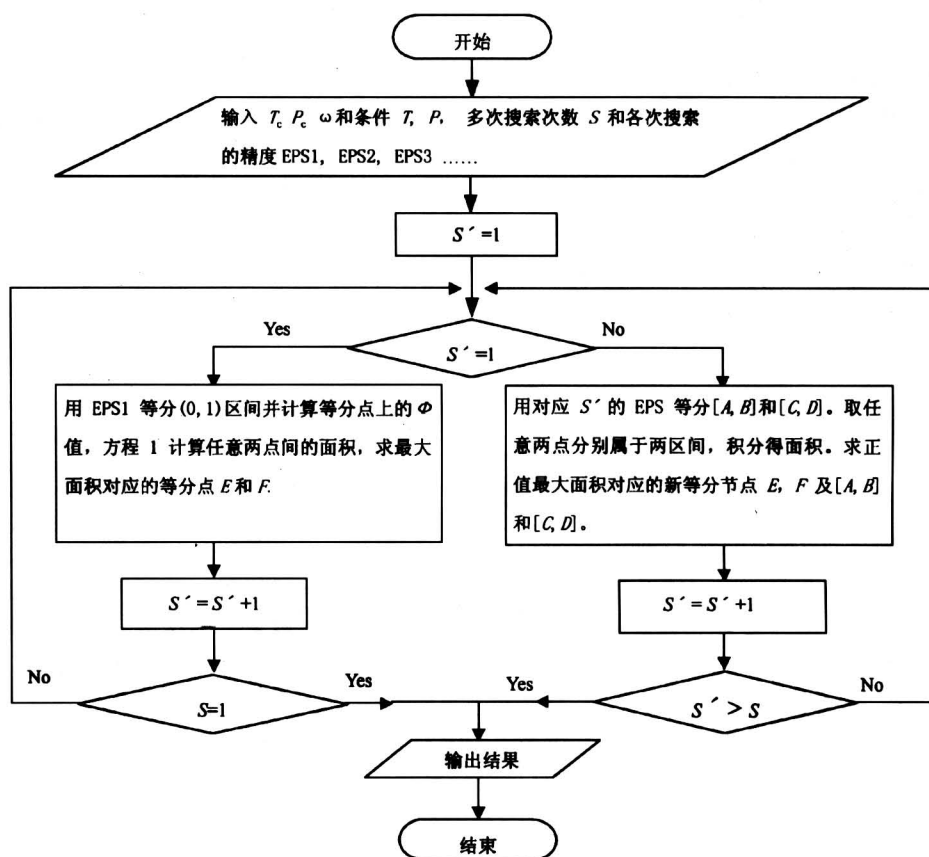 开始
输入 Tc Pc ω和条件 T, P, 多次搜索次数 S 和各次搜索
的精度 EPS1, EPS2, EPS3 ……
S´=1
Yes
No
S´=1
用 EPS1 等分(0,1)区间并计算等分点上的Φ
值，方程 1 计算任意两点间的面积，求最大
面积对应的等分点 E 和 F.
用对应 S´ 的 EPS 等分[A,B]和[C,D]。取任
意两点分别属于两区间，积分得面积。求正
值最大面积对应的新等分节点 E, F 及[A,B]
和[C,D]。
S´=S´+1
S´=S´+1
No
S=1
Yes
Yes
S´＞S
No
输出结果
结束